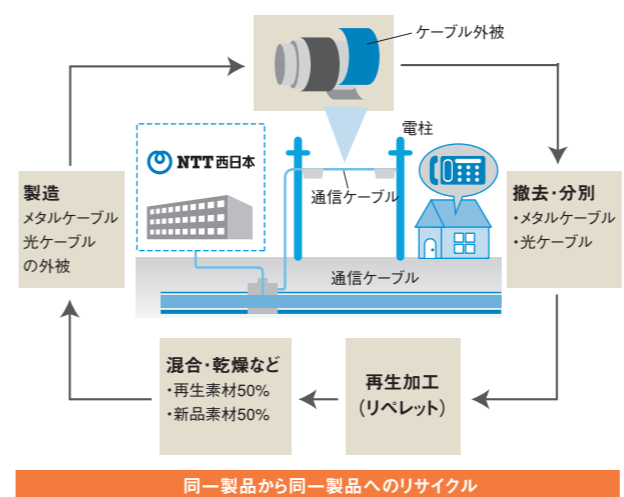 ケーブル外被
電柱
NTT西日本
通信ケーブル
製造
メタルケーブル
光ケーブル
の外被
撤去・分別
・メタルケーブル
・光ケーブル
通信ケーブル
混合・乾燥など
・再生素材50%
・新品素材50%
再生加工
(リペレット)
同一製品から同一製品へのリサイクル